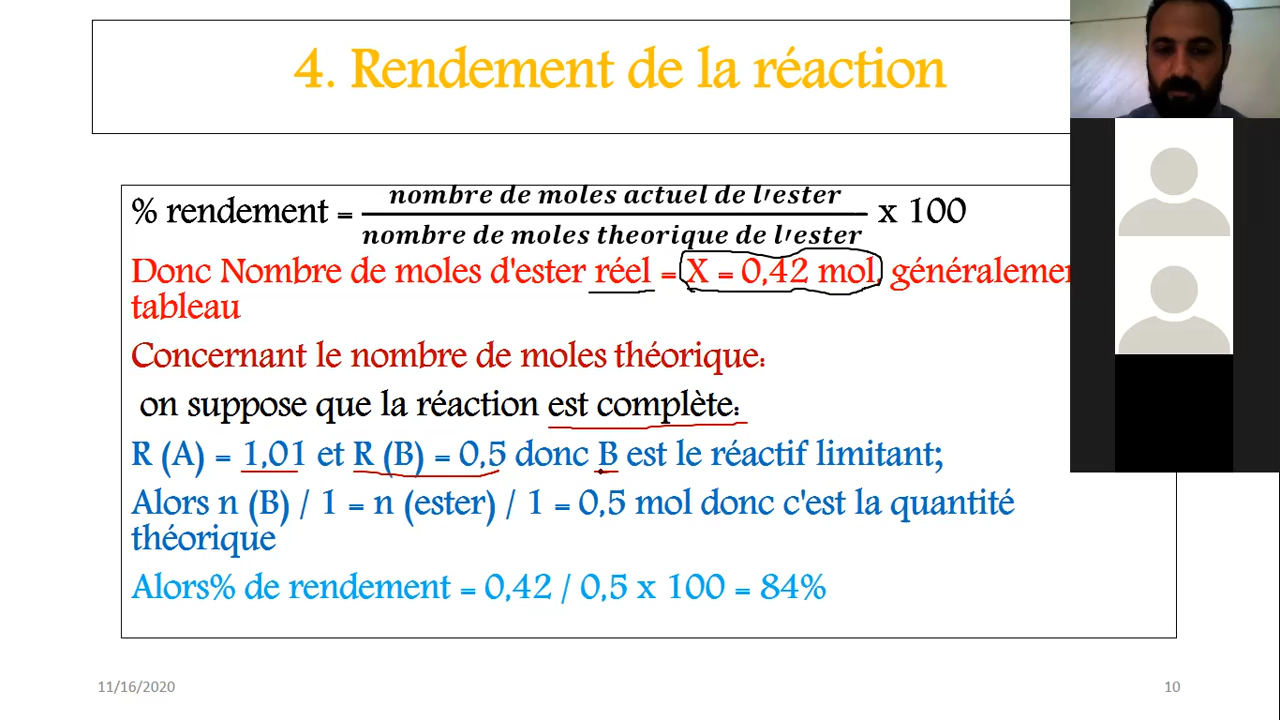 4. Rendement de la réaction
% rendement = nombre de moles actuel de l′ester / nombre de moles theorique de l′ester x 100
Donc Nombre de moles d'ester réel = X = 0,42 mol
tableau
Concernant le nombre de moles théorique:
on suppose que la réaction est complète:
R (A) = 1,01 et R (B) = 0,5 donc B est le réactif limitant;
Alors n (B) / 1 = n (ester) / 1 = 0,5 mol donc c'est la quantité
théorique
Alors% de rendement = 0,42 / 0,5 x 100 = 84%
11/16/2020
10